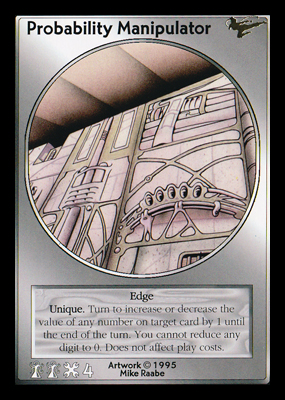 Probability Manipulator
Edge
Unique. Turn to increase or decrease the
value of any number on target card by 1 until
the end of the turn. You cannot reduce any
digit to 0. Does not affect play costs.
Artwork © 1995
Mike Raabe
4